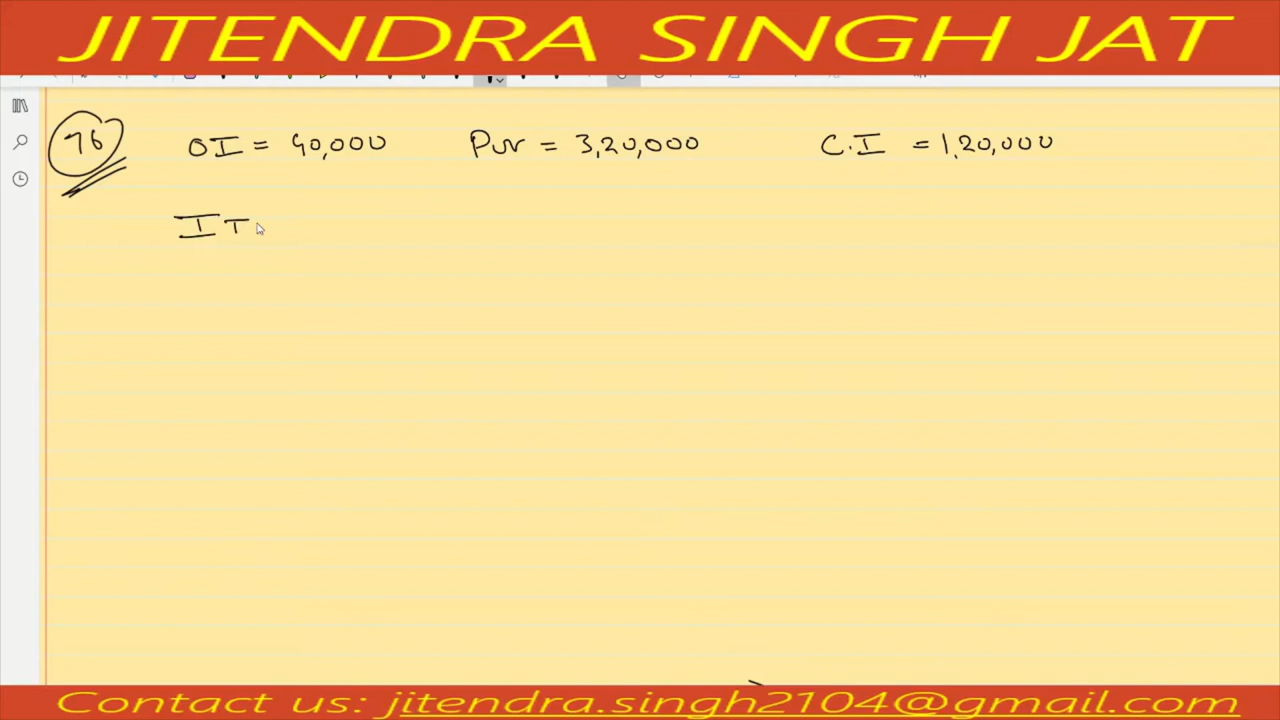 JITENDRA SINGH JAT
76 OI = 40,000 Pur = 3,20,000 C.I = 1,20,000
I T
Contact us: jitendra.singh2104@gmail.com